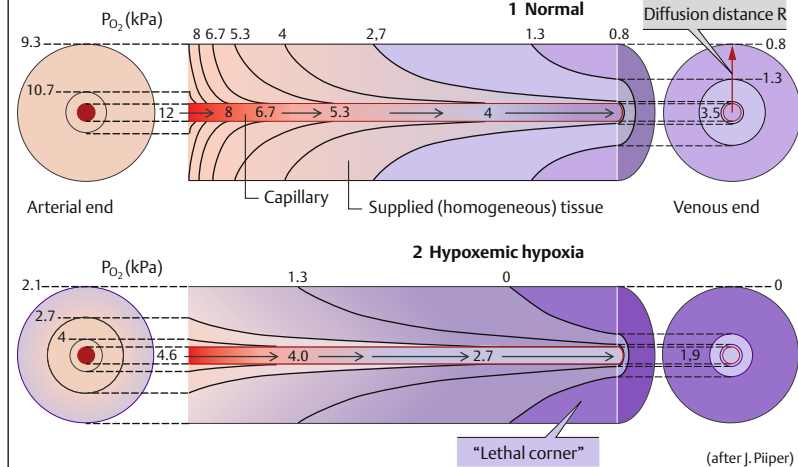 1 Normal
Diffusion distance R
P_O2 (kPa)
9.3
8 6.7 5.3 4 2,7 1.3 0.8
0.8
10.7
1.3
12 8 6.7 5.3 4
3.5
Capillary
Arterial end
Supplied (homogeneous) tissue
Venous end
2 Hypoxemic hypoxia
P_O2 (kPa)
2.1
1.3 0
0
2.7
4
4.6 4.0 2.7
1,9
"Lethal corner"
(after J. Piiper)